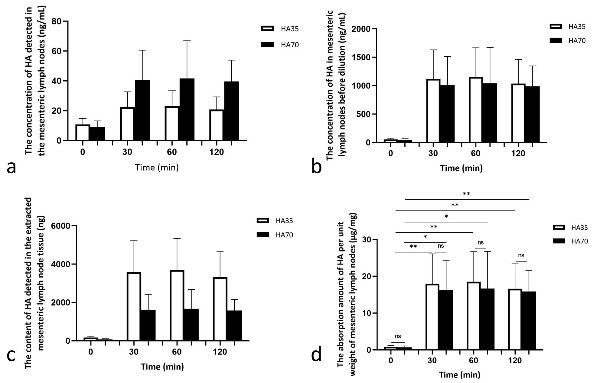 The concentration of HA detected in
the mesenteric lymph nodes (ng/mL)
80
60
40
20
0
HA35
HA70
0 30 60 120
Time (min)
a
The concentration of HA in mesenteric
lymph nodes before dilution (ng/mL)
2000
1500
1000
500
0
HA35
HA70
0 30 60 120
Time (min)
b
The content of HA detected in the extracted
mesenteric lymph node tissue (ng)
6000
4000
2000
0
HA35
HA70
0 30 60 120
Time (min)
c
The absorption amount of HA per unit
weight of mesenteric lymph nodes (μg/mg)
40
30
20
10
0
HA35
HA70
**
**
*
**
*
** ns
ns
ns
ns
0 30 60 120
Time (min)
d